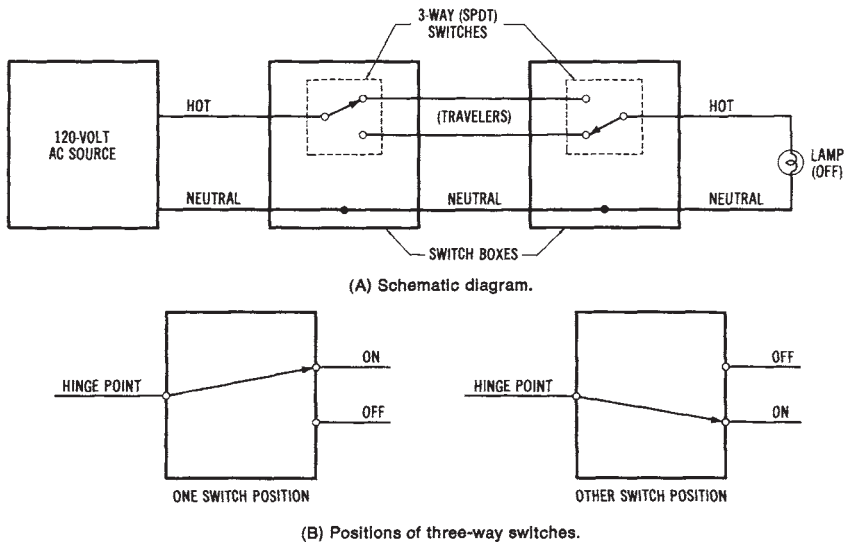 3-WAY (SPDT)
SWITCHES
120-VOLT
AC SOURCE
HOT
(TRAVELERS)
HOT
LAMP
(OFF)
NEUTRAL
NEUTRAL
NEUTRAL
SWITCH BOXES
(A) Schematic diagram.
HINGE POINT
ON
OFF
ONE SWITCH POSITION
HINGE POINT
OFF
ON
OTHER SWITCH POSITION
(B) Positions of three-way switches.